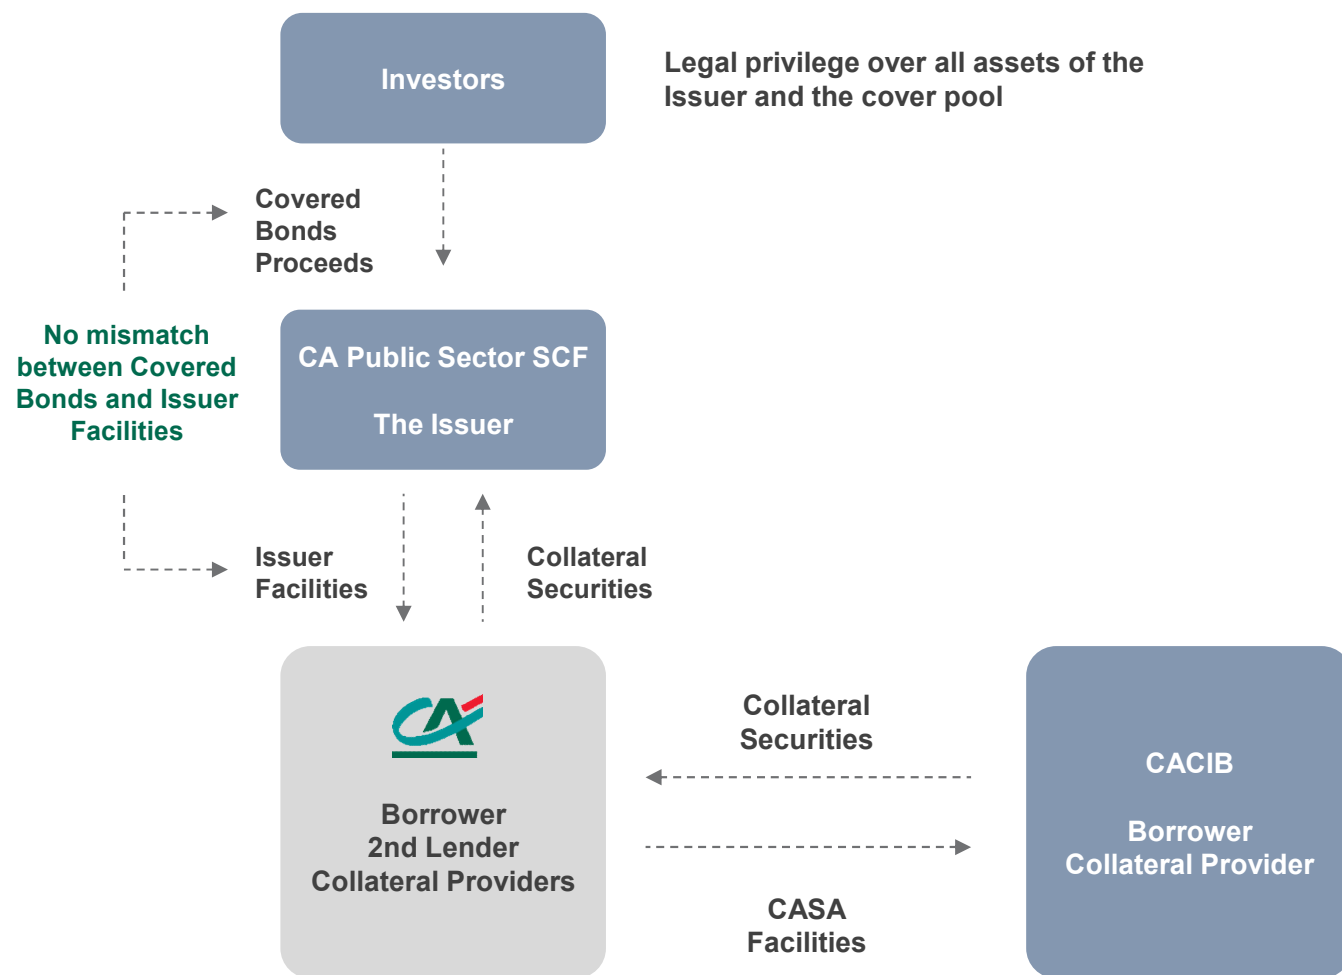 Investors
Legal privilege over all assets of the
Issuer and the cover pool
Covered
Bonds
Proceeds
No mismatch
between Covered
Bonds and Issuer
Facilities
CA Public Sector SCF
The Issuer
Issuer
Facilities
Collateral
Securities
CA
Borrower
2nd Lender
Collateral Providers
Collateral
Securities
CASA
Facilities
CACIB
Borrower
Collateral Provider